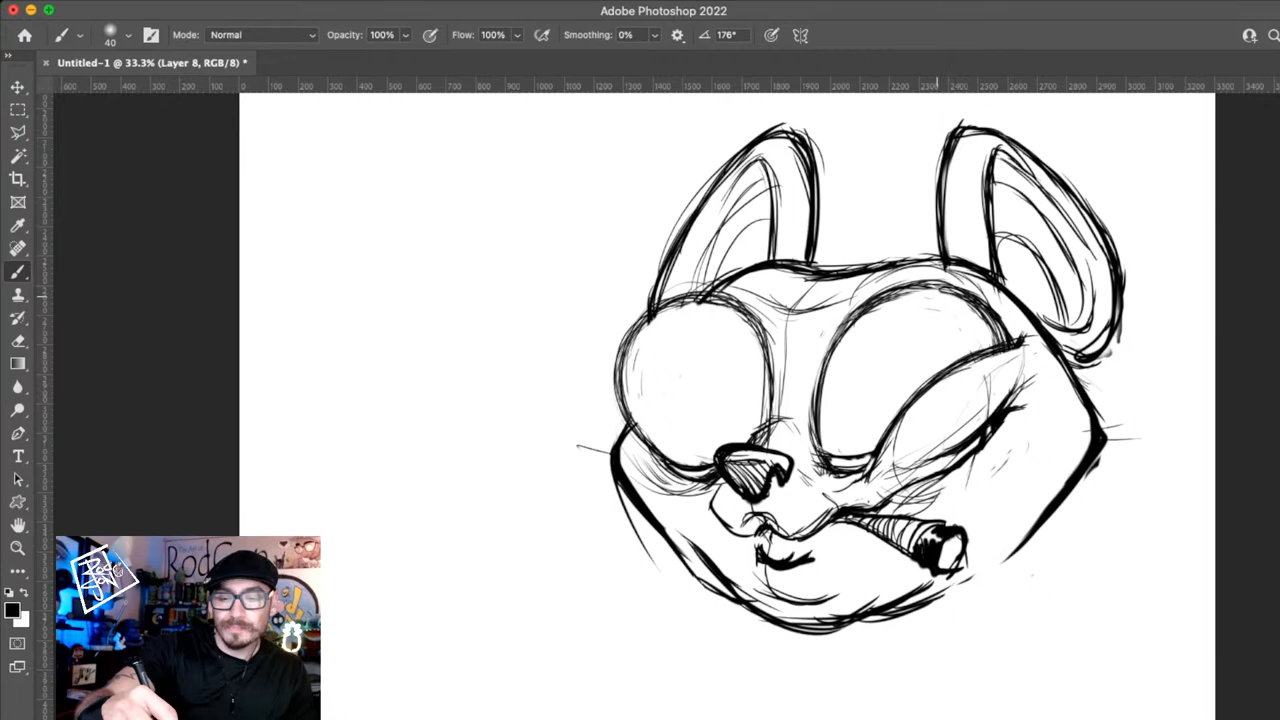 Adobe Photoshop 2022
40 Mode: Normal Opacity: 100% Flow: 100% Smoothing: 0% 176°
Untitled-1 @ 33.3% (Layer 8, RGB/8) *
600 500 400 300 200 100 0 100 200 300 400 500 600 700 800 900 1000 1100 1200 1300 1400 1500 1600 1700 1800 1900 2000 2100 2200 2300 2400 2500 2600 2700 2800 2900 3000 3100 3200 3300 3400